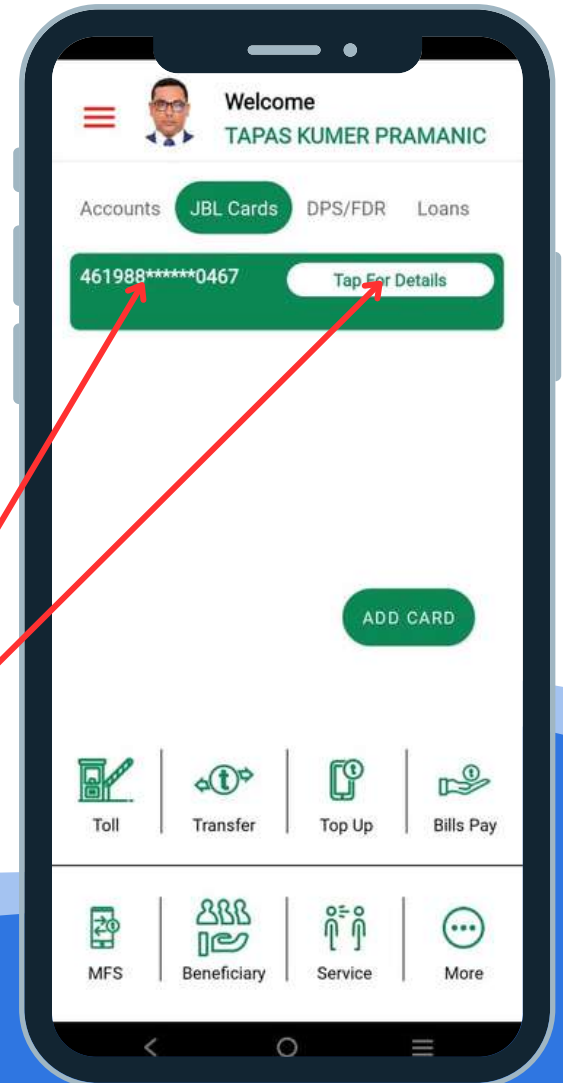 Welcome
TAPAS KUMER PRAMANIC
Accounts JBL Cards DPS/FDR Loans
461988******0467 Tap For Details
ADD CARD
Toll Transfer Top Up Bills Pay
MFS Beneficiary Service More